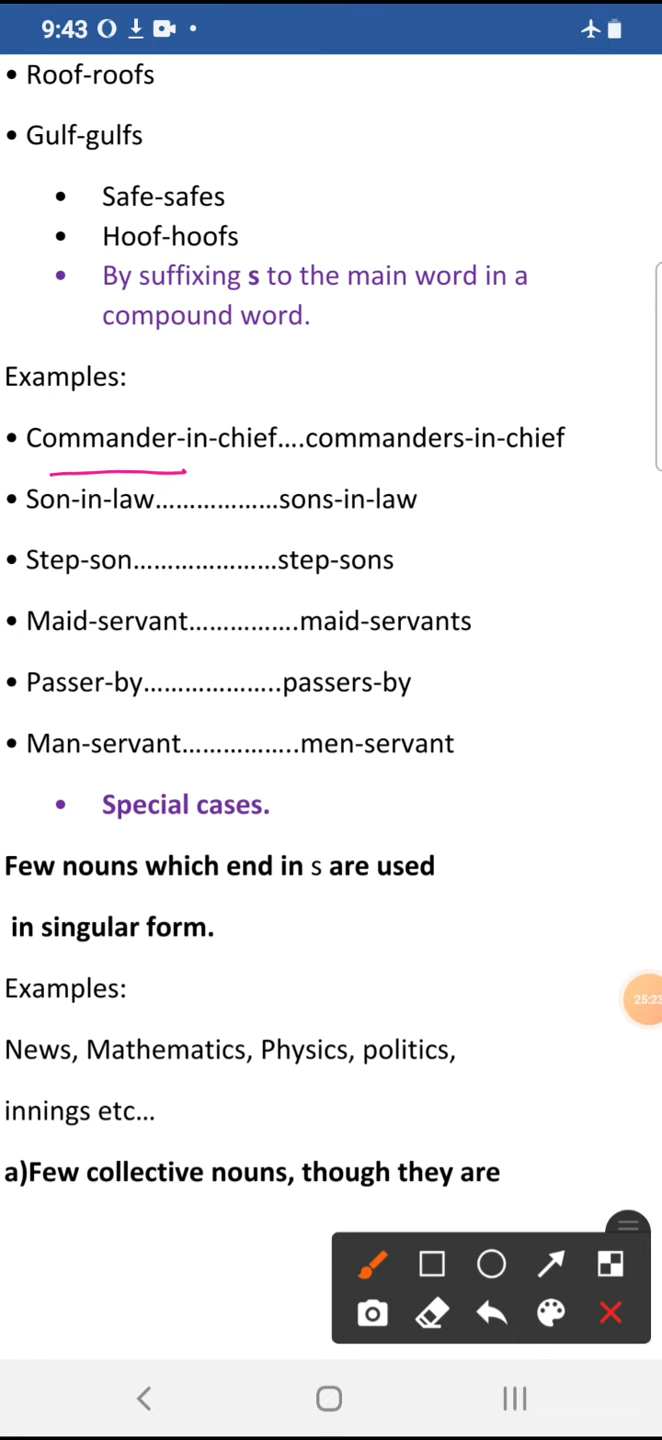 9:43
• Roof-roofs
• Gulf-gulfs
• Safe-safes
• Hoof-hoofs
• By suffixing s to the main word in a
compound word.
Examples:
• Commander-in-chief....commanders-in-chief
• Son-in-law..................sons-in-law
• Step-son.....................step-sons
• Maid-servant................maid-servants
• Passer-by....................passers-by
• Man-servant.................men-servant
• Special cases.
Few nouns which end in s are used
in singular form.
Examples:
25:23
News, Mathematics, Physics, politics,
innings etc...
a)Few collective nouns, though they are